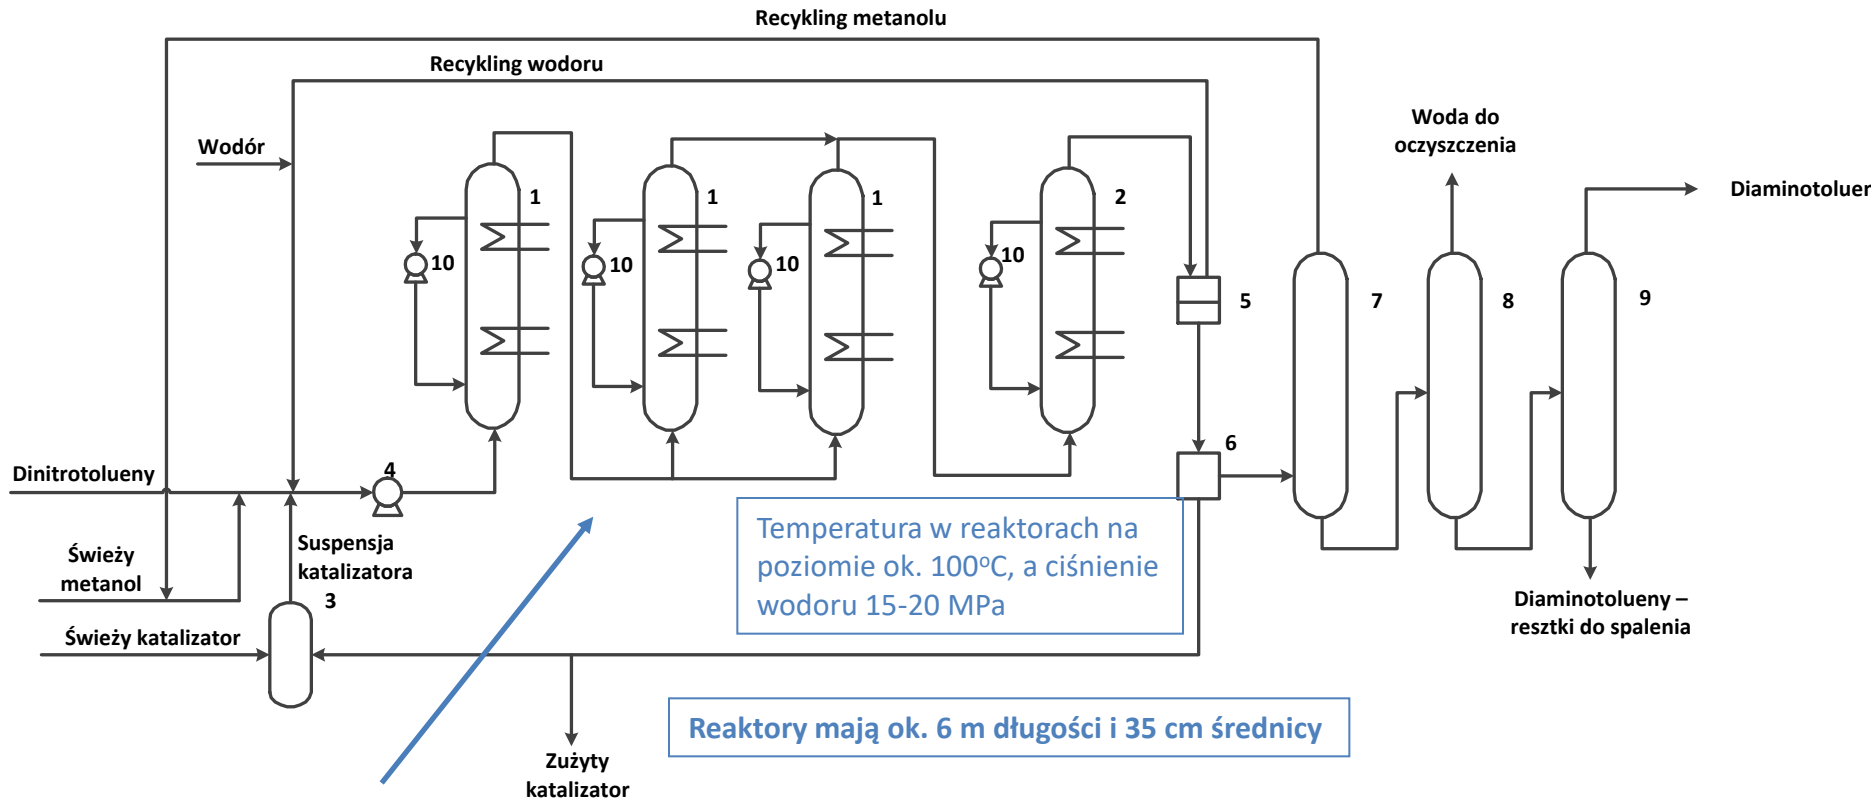 Recykling metanolu
Recykling wodoru
Wodór
Woda do
oczyszczenia
Diaminotoluen
1
1
1
2
10
10
10
10
5
7
8
9
6
4
Dinitrotolueny
Świeży
metanol
Suspensja
katalizatora
3
Świeży katalizator
Temperatura w reaktorach na
poziomie ok. 100°C, a ciśnienie
wodoru 15-20 MPa
Diaminotolueny –
resztki do spalenia
Reaktory mają ok. 6 m długości i 35 cm średnicy
Zużyty
katalizator